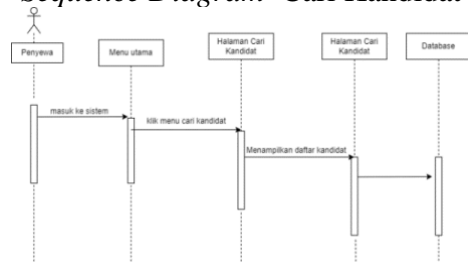 Sequence Diagram Cari Kandidat
Penyewa
Menu utama
Halaman Cari
Kandidat
Halaman Cari
Kandidat
Database
masuk ke sistem
klik menu cari kandidat
Menampilkan daftar kandidat